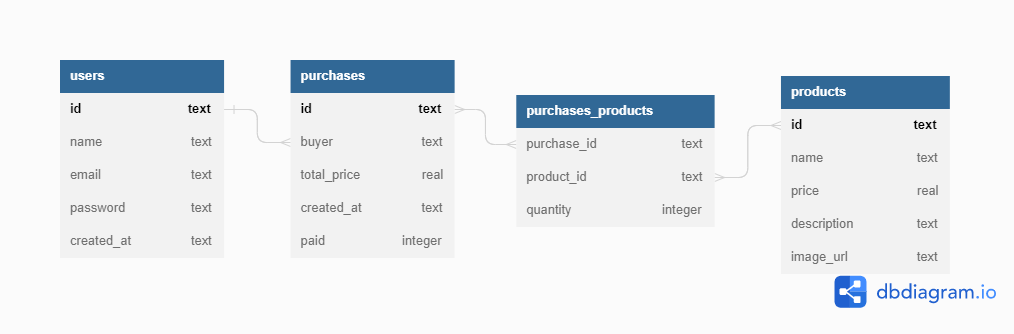 users
id text
name text
email text
password text
created_at text
purchases
id text
buyer text
total_price real
created_at text
paid integer
purchases_products
purchase_id text
product_id text
quantity integer
products
id text
name text
price real
description text
image_url text
dbdiagram.io